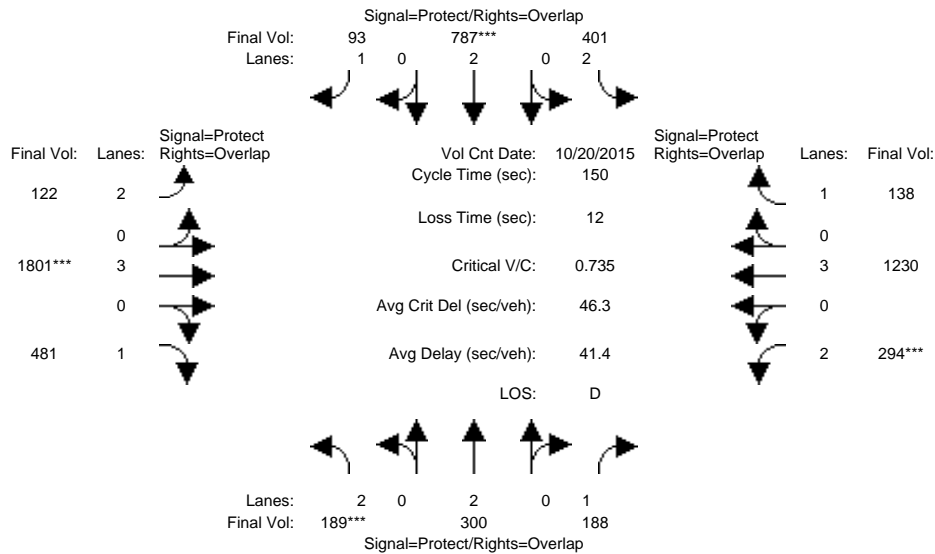 Signal=Protect/Rights=Overlap
Final Vol: 93 787*** 401
Lanes: 1 0 2 0 2
Signal=Protect
Final Vol: Lanes: Rights=Overlap
Vol Cnt Date: 10/20/2015
Signal=Protect
Rights=Overlap Lanes: Final Vol:
Cycle Time (sec): 150
122 2
1 138
Loss Time (sec): 12
0
0
1801*** 3
Critical V/C: 0.735
3 1230
0
Avg Crit Del (sec/veh): 46.3
0
481 1
Avg Delay (sec/veh): 41.4
2 294***
LOS: D
Lanes: 2 0 2 0 1
Final Vol: 189*** 300 188
Signal=Protect/Rights=Overlap